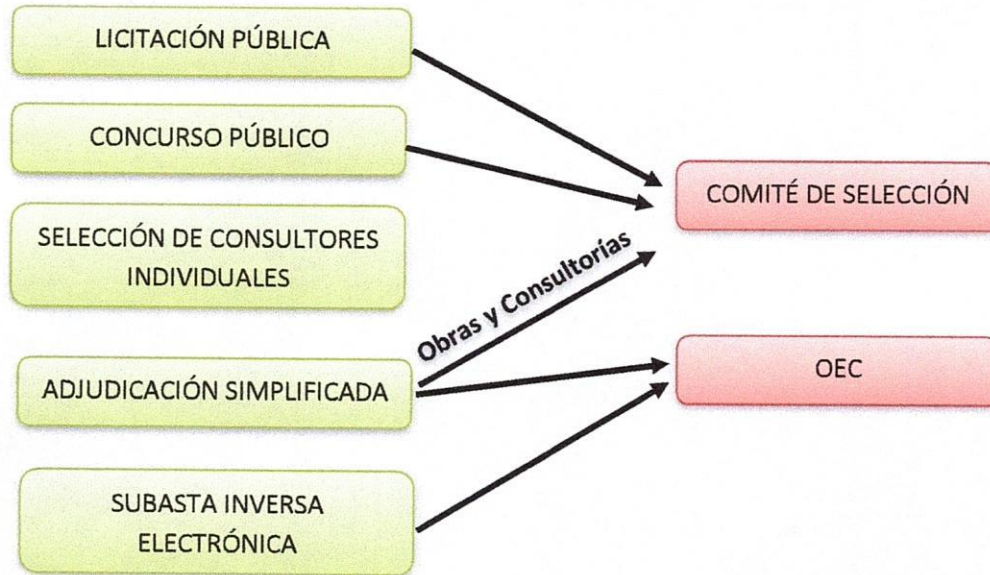 LICITACIÓN PÚBLICA
CONCURSO PÚBLICO
SELECCIÓN DE CONSULTORES
INDIVIDUALES
ADJUDICACIÓN SIMPLIFICADA
SUBASTA INVERSA
ELECTRÓNICA
Obras y Consultorías
COMITÉ DE SELECCIÓN
OEC